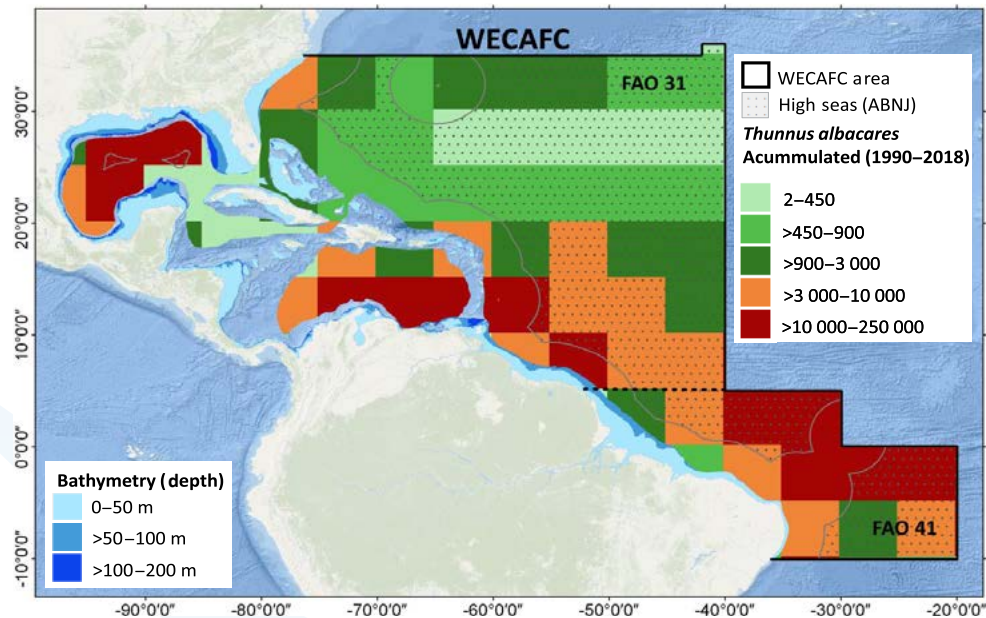 WECAFC
FAO 31
WECAFC area
High seas (ABNJ)
Thunnus albacares
Acummulated (1990–2018)
2–450
>450–900
>900–3 000
>3 000–10 000
>10 000–250 000
30°0'0"
20°0'0"
10°0'0"
0°0'0"
-10°0'0"
Bathymetry (depth)
0–50 m
>50–100 m
>100–200 m
FAO 41
-90°0'0"
-80°0'0"
-70°0'0"
-60°0'0"
-50°0'0"
-40°0'0"
-30°0'0"
-20°0'0"